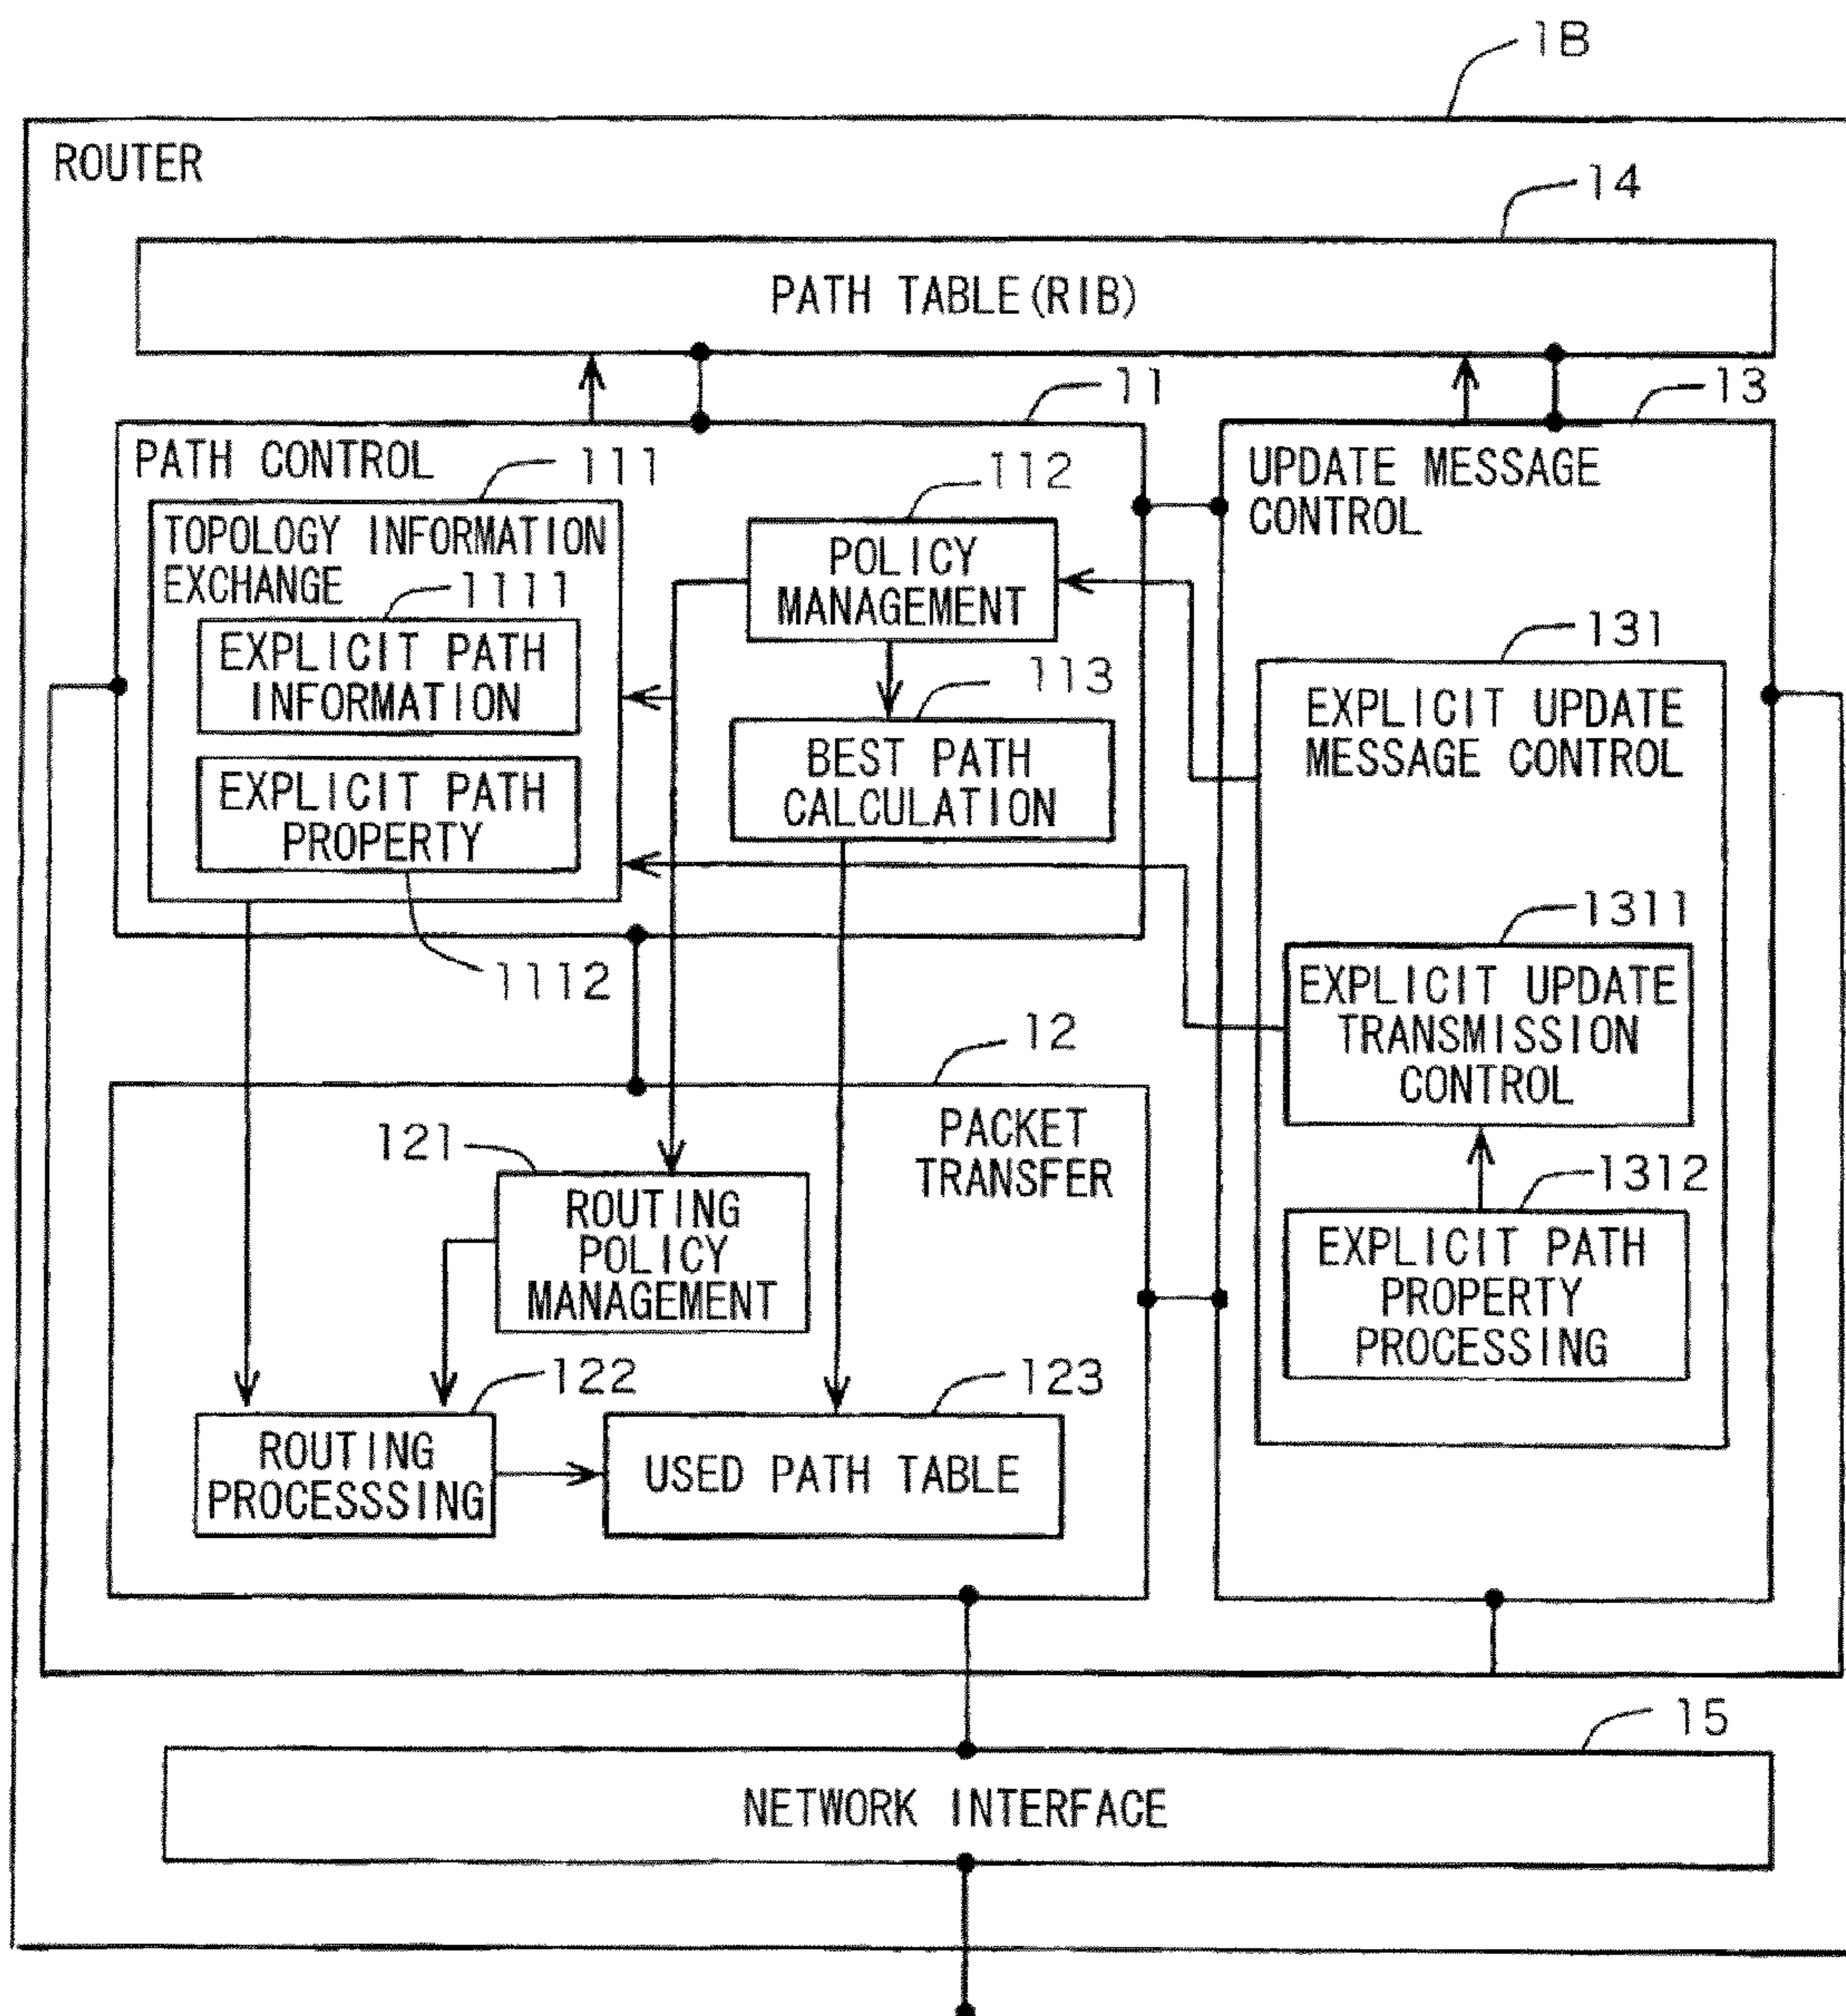 1B
ROUTER
14
PATH TABLE(RIB)
11
13
PATH CONTROL
111
112
UPDATE MESSAGE
CONTROL
TOPOLOGY INFORMATION
EXCHANGE
1111
POLICY
MANAGEMENT
EXPLICIT PATH
INFORMATION
113
131
EXPLICIT UPDATE
MESSAGE CONTROL
EXPLICIT PATH
PROPERTY
BEST PATH
CALCULATION
1112
1311
EXPLICIT UPDATE
TRANSMISSION
CONTROL
12
PACKET
TRANSFER
121
ROUTING
POLICY
MANAGEMENT
1312
EXPLICIT PATH
PROPERTY
PROCESSING
122
123
ROUTING
PROCESSSING
USED PATH TABLE
15
NETWORK INTERFACE